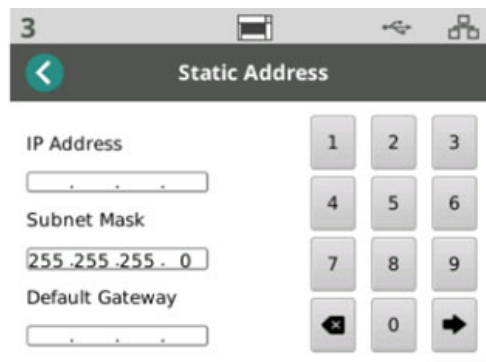 3
Static Address
IP Address
. . .
Subnet Mask
255.255.255. 0
Default Gateway
. . .
1 2 3
4 5 6
7 8 9
0